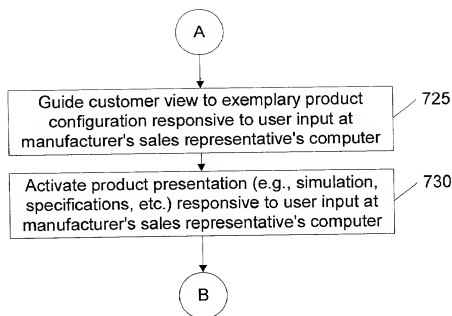 A
Guide customer view to exemplary product
configuration responsive to user input at
manufacturer's sales representative's computer
725
Activate product presentation (e.g., simulation,
specifications, etc.) responsive to user input at
manufacturer's sales representative's computer
730
B